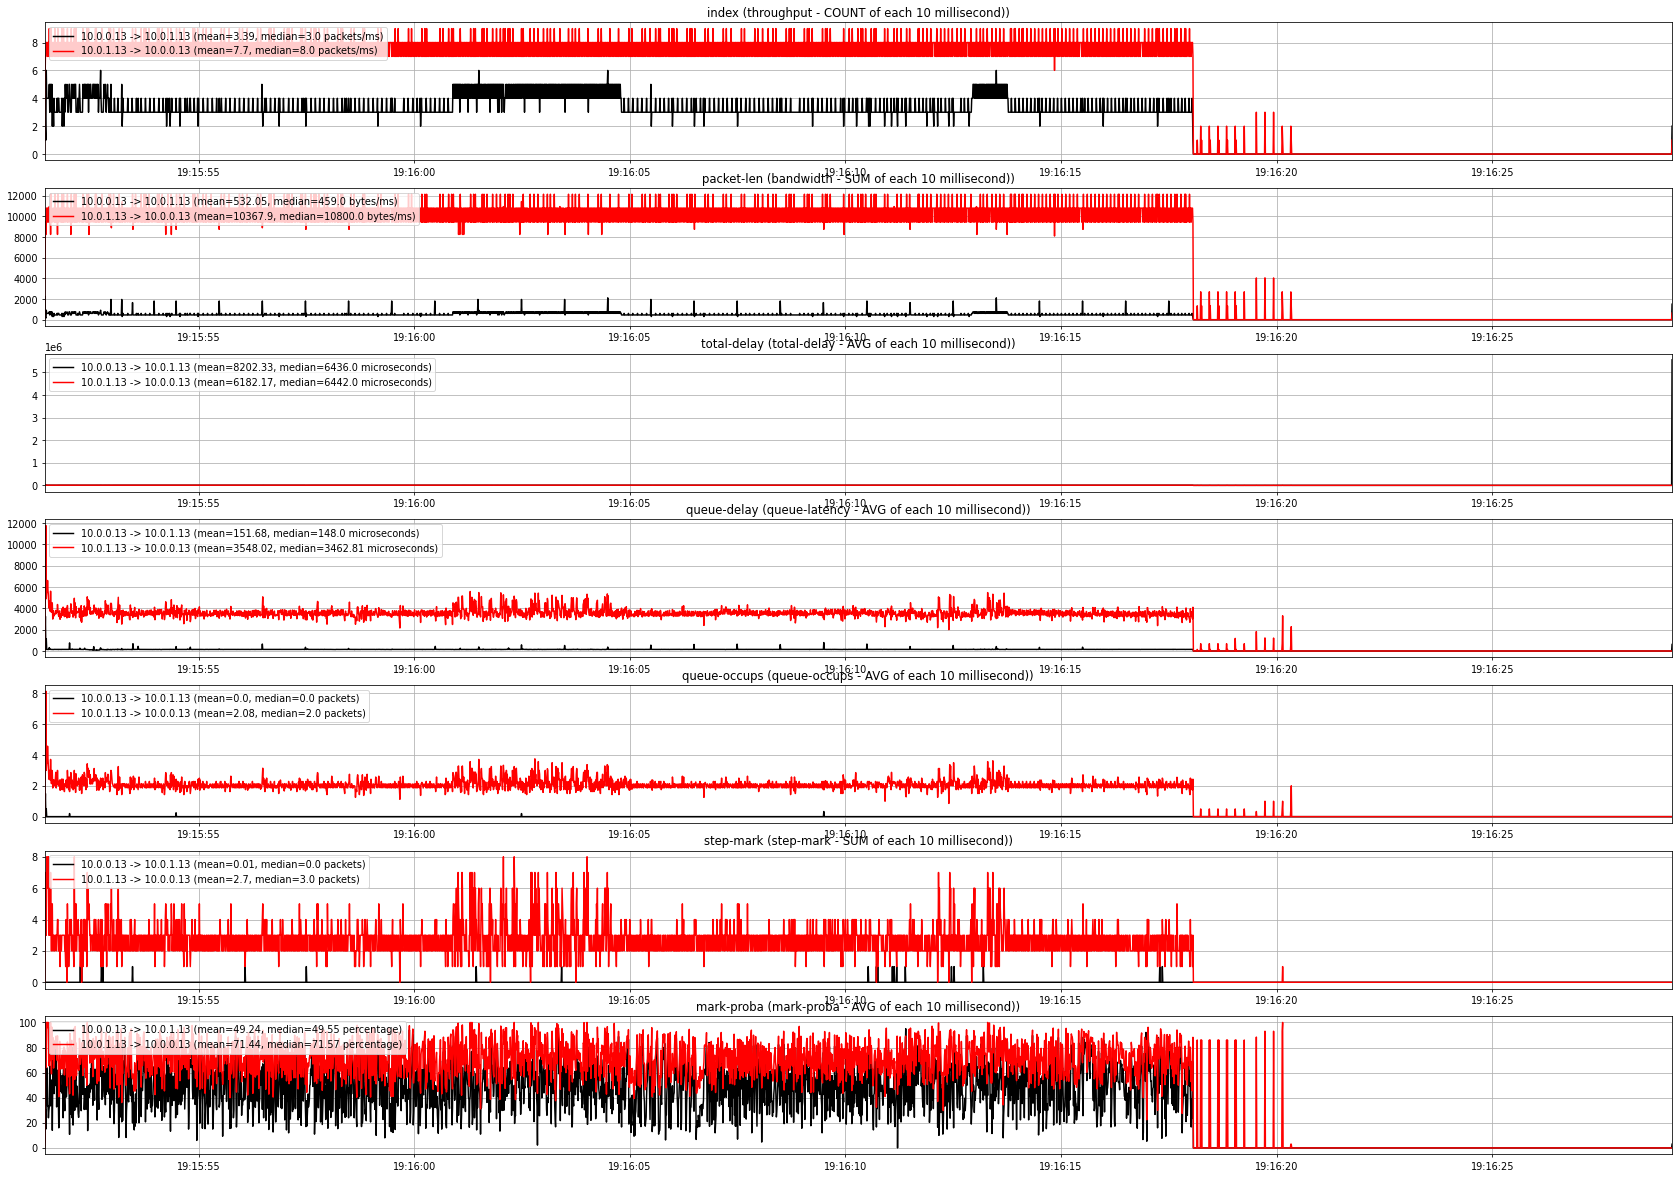 index (throughput - COUNT of each 10 millisecond))
10.0.0.13 -> 10.0.1.13 (mean=3.39, median=3.0 packets/ms)
10.0.1.13 -> 10.0.0.13 (mean=7.7, median=8.0 packets/ms)
8
6
4
2
0
19:15:55 19:16:00 19:16:05 19:16:10 19:16:15 19:16:20 19:16:25
packet-len (bandwidth - SUM of each 10 millisecond))
10.0.0.13 -> 10.0.1.13 (mean=532.05, median=459.0 bytes/ms)
10.0.1.13 -> 10.0.0.13 (mean=10367.9, median=10800.0 bytes/ms)
12000
10000
8000
6000
4000
2000
0
19:15:55 19:16:00 19:16:05 19:16:10 19:16:15 19:16:20 19:16:25
total-delay (total-delay - AVG of each 10 millisecond))
1e6
10.0.0.13 -> 10.0.1.13 (mean=8202.33, median=6436.0 microseconds)
10.0.1.13 -> 10.0.0.13 (mean=6182.17, median=6442.0 microseconds)
5
4
3
2
1
0
19:15:55 19:16:00 19:16:05 19:16:10 19:16:15 19:16:20 19:16:25
queue-delay (queue-latency - AVG of each 10 millisecond))
10.0.0.13 -> 10.0.1.13 (mean=151.68, median=148.0 microseconds)
10.0.1.13 -> 10.0.0.13 (mean=3548.02, median=3462.81 microseconds)
12000
10000
8000
6000
4000
2000
0
19:15:55 19:16:00 19:16:05 19:16:10 19:16:15 19:16:20 19:16:25
queue-occups (queue-occups - AVG of each 10 millisecond))
10.0.0.13 -> 10.0.1.13 (mean=0.0, median=0.0 packets)
10.0.1.13 -> 10.0.0.13 (mean=2.08, median=2.0 packets)
8
6
4
2
0
19:15:55 19:16:00 19:16:05 19:16:10 19:16:15 19:16:20 19:16:25
step-mark (step-mark - SUM of each 10 millisecond))
10.0.0.13 -> 10.0.1.13 (mean=0.01, median=0.0 packets)
10.0.1.13 -> 10.0.0.13 (mean=2.7, median=3.0 packets)
8
6
4
2
0
19:15:55 19:16:00 19:16:05 19:16:10 19:16:15 19:16:20 19:16:25
mark-proba (mark-proba - AVG of each 10 millisecond))
10.0.0.13 -> 10.0.1.13 (mean=49.24, median=49.55 percentage)
10.0.1.13 -> 10.0.0.13 (mean=71.44, median=71.57 percentage)
100
80
60
40
20
0
19:15:55 19:16:00 19:16:05 19:16:10 19:16:15 19:16:20 19:16:25